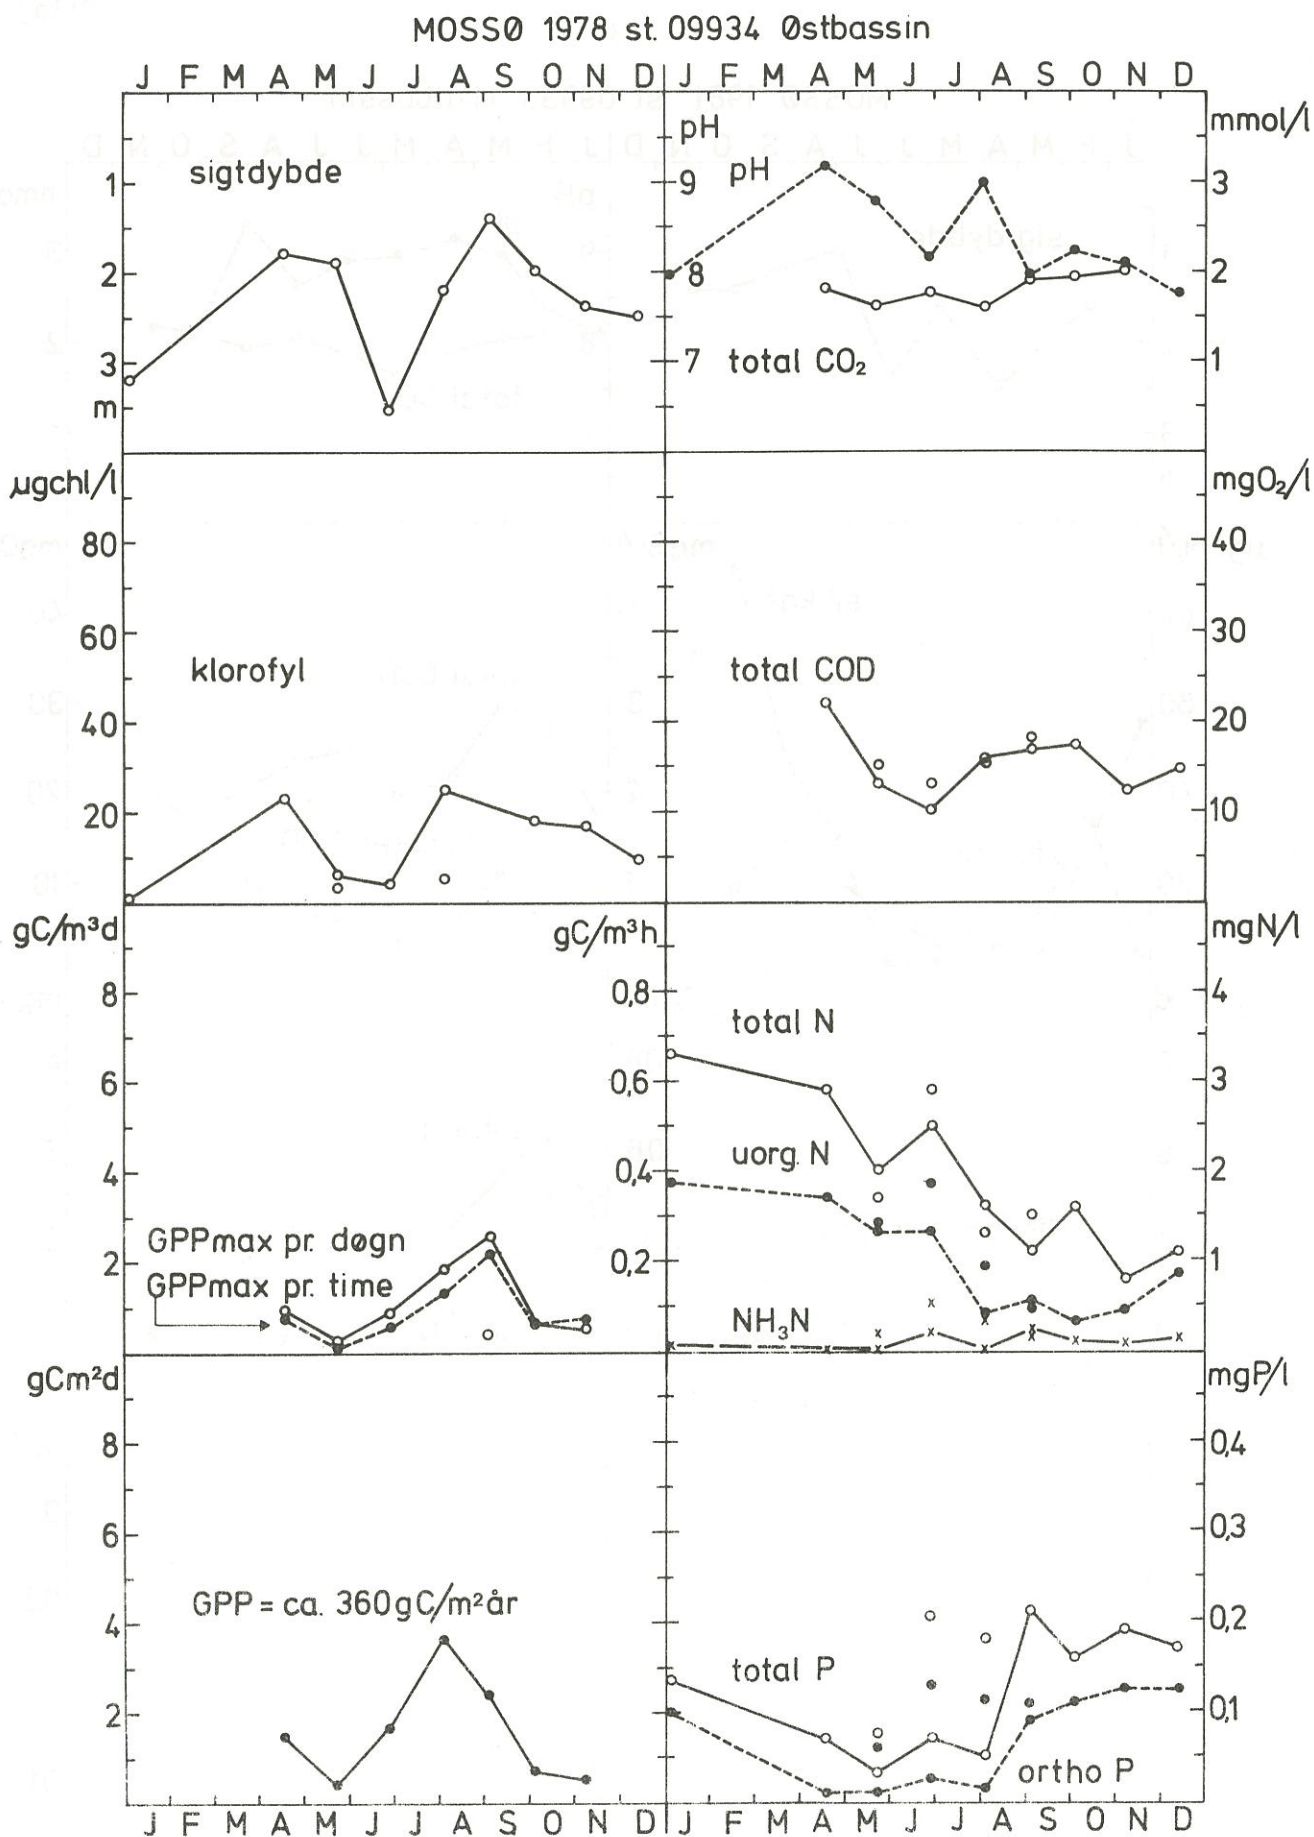 MOSSØ 1978 st. 09934 Østbassin
J F M A M J J A S O N D J F M A M J J A S O N D
sigtdybde
1
2
3
m
pH
9
8
7
pH
total CO₂
mmol/l
3
2
1
µgchl/l
80
60
40
20
klorofyl
total COD
mgO₂/l
40
30
20
10
gC/m³d
8
6
4
2
GPPmax pr. døgn
GPPmax pr. time
gC/m³h
0,8
0,6
0,4
0,2
total N
uorg. N
NH₃N
mgN/l
4
3
2
1
gCm²d
8
6
4
2
GPP = ca. 360gC/m²år
total P
ortho P
mgP/l
0,4
0,3
0,2
0,1
J F M A M J J A S O N D J F M A M J J A S O N D